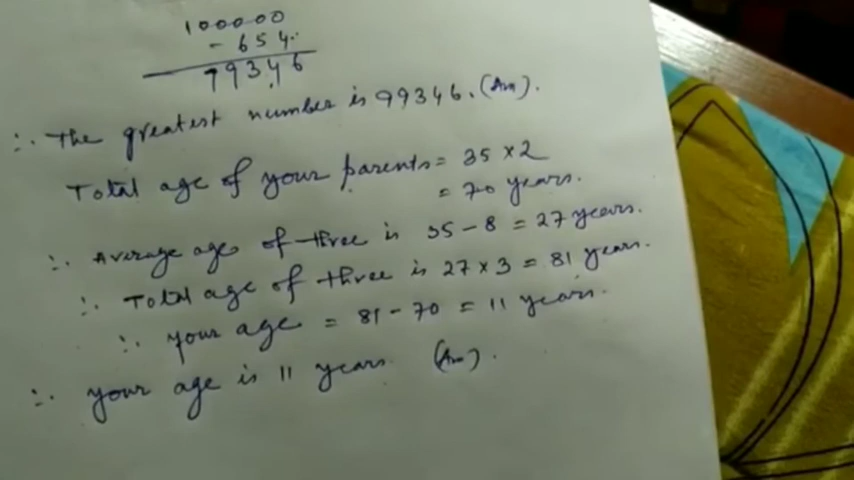 100000
- 654
99346
∴ The greatest number is 99346. (Ans).
Total age of your parents = 35 × 2
= 70 years.
∴ Average age of three is 35 - 8 = 27 years.
∴ Total age of three is 27 × 3 = 81 years.
∴ your age = 81 - 70 = 11 years.
∴ your age is 11 years. (Ans).